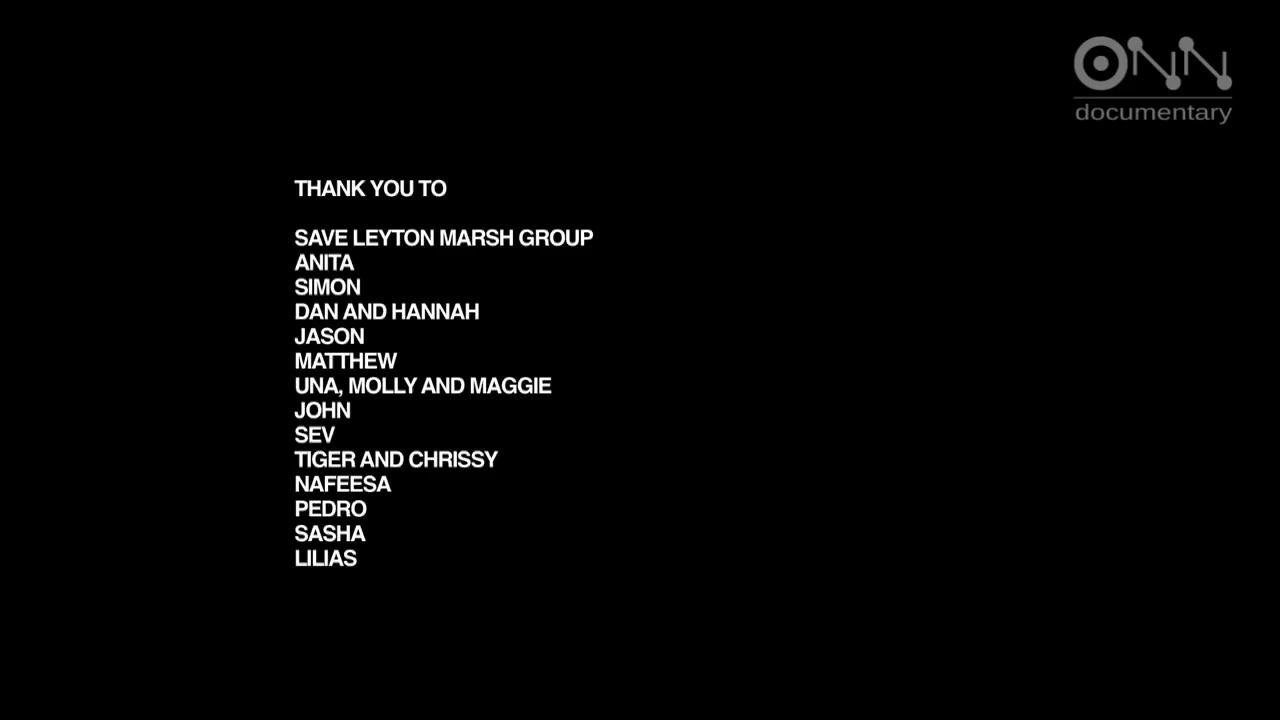 ONN
documentary
THANK YOU TO
SAVE LEYTON MARSH GROUP
ANITA
SIMON
DAN AND HANNAH
JASON
MATTHEW
UNA, MOLLY AND MAGGIE
JOHN
SEV
TIGER AND CHRISSY
NAFEESA
PEDRO
SASHA
LILIAS